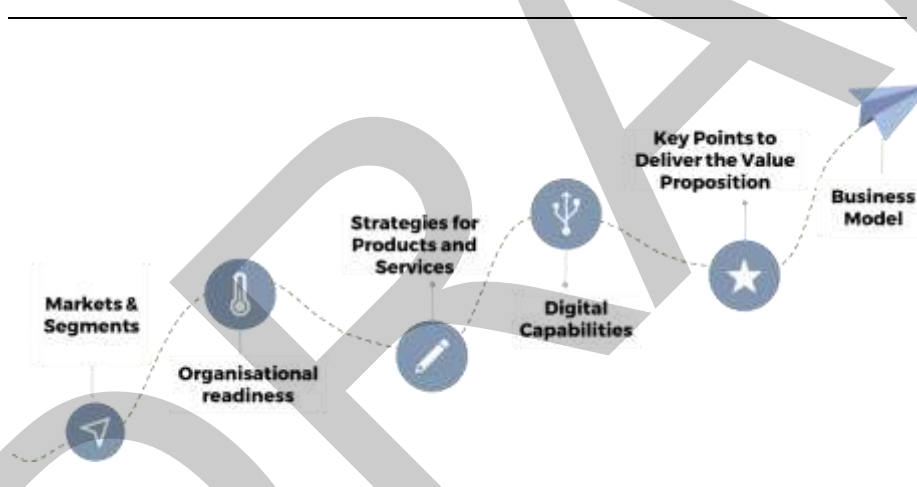 Markets &
Segments
Organisational
readiness
Strategies for
Products and
Services
Digital
Capabilities
Key Points to
Deliver the Value
Proposition
Business
Model